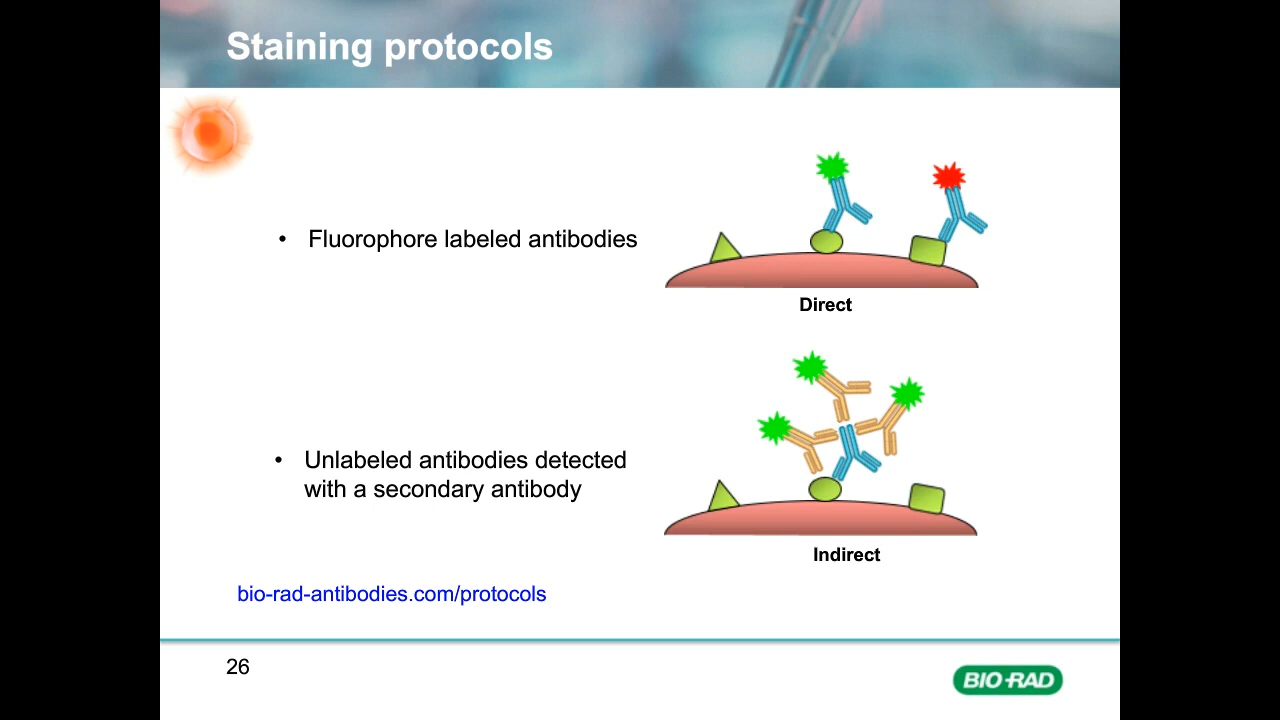 Staining protocols
• Fluorophore labeled antibodies
Direct
• Unlabeled antibodies detected
with a secondary antibody
Indirect
bio-rad-antibodies.com/protocols
26
BIO-RAD